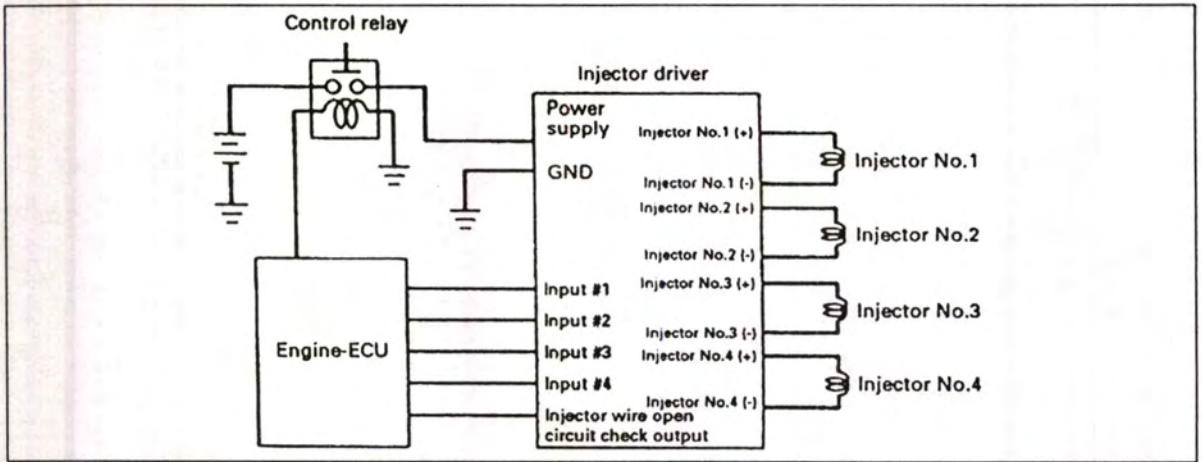 Control relay
Injector driver
Power
supply
GND
Injector No.1 (+)
Injector No.1
Injector No.1 (-)
Injector No.2 (+)
Injector No.2
Injector No.2 (-)
Injector No.3 (+)
Injector No.3
Injector No.3 (-)
Injector No.4 (+)
Injector No.4
Injector No.4 (-)
Engine-ECU
Input #1
Input #2
Input #3
Input #4
Injector wire open
circuit check output